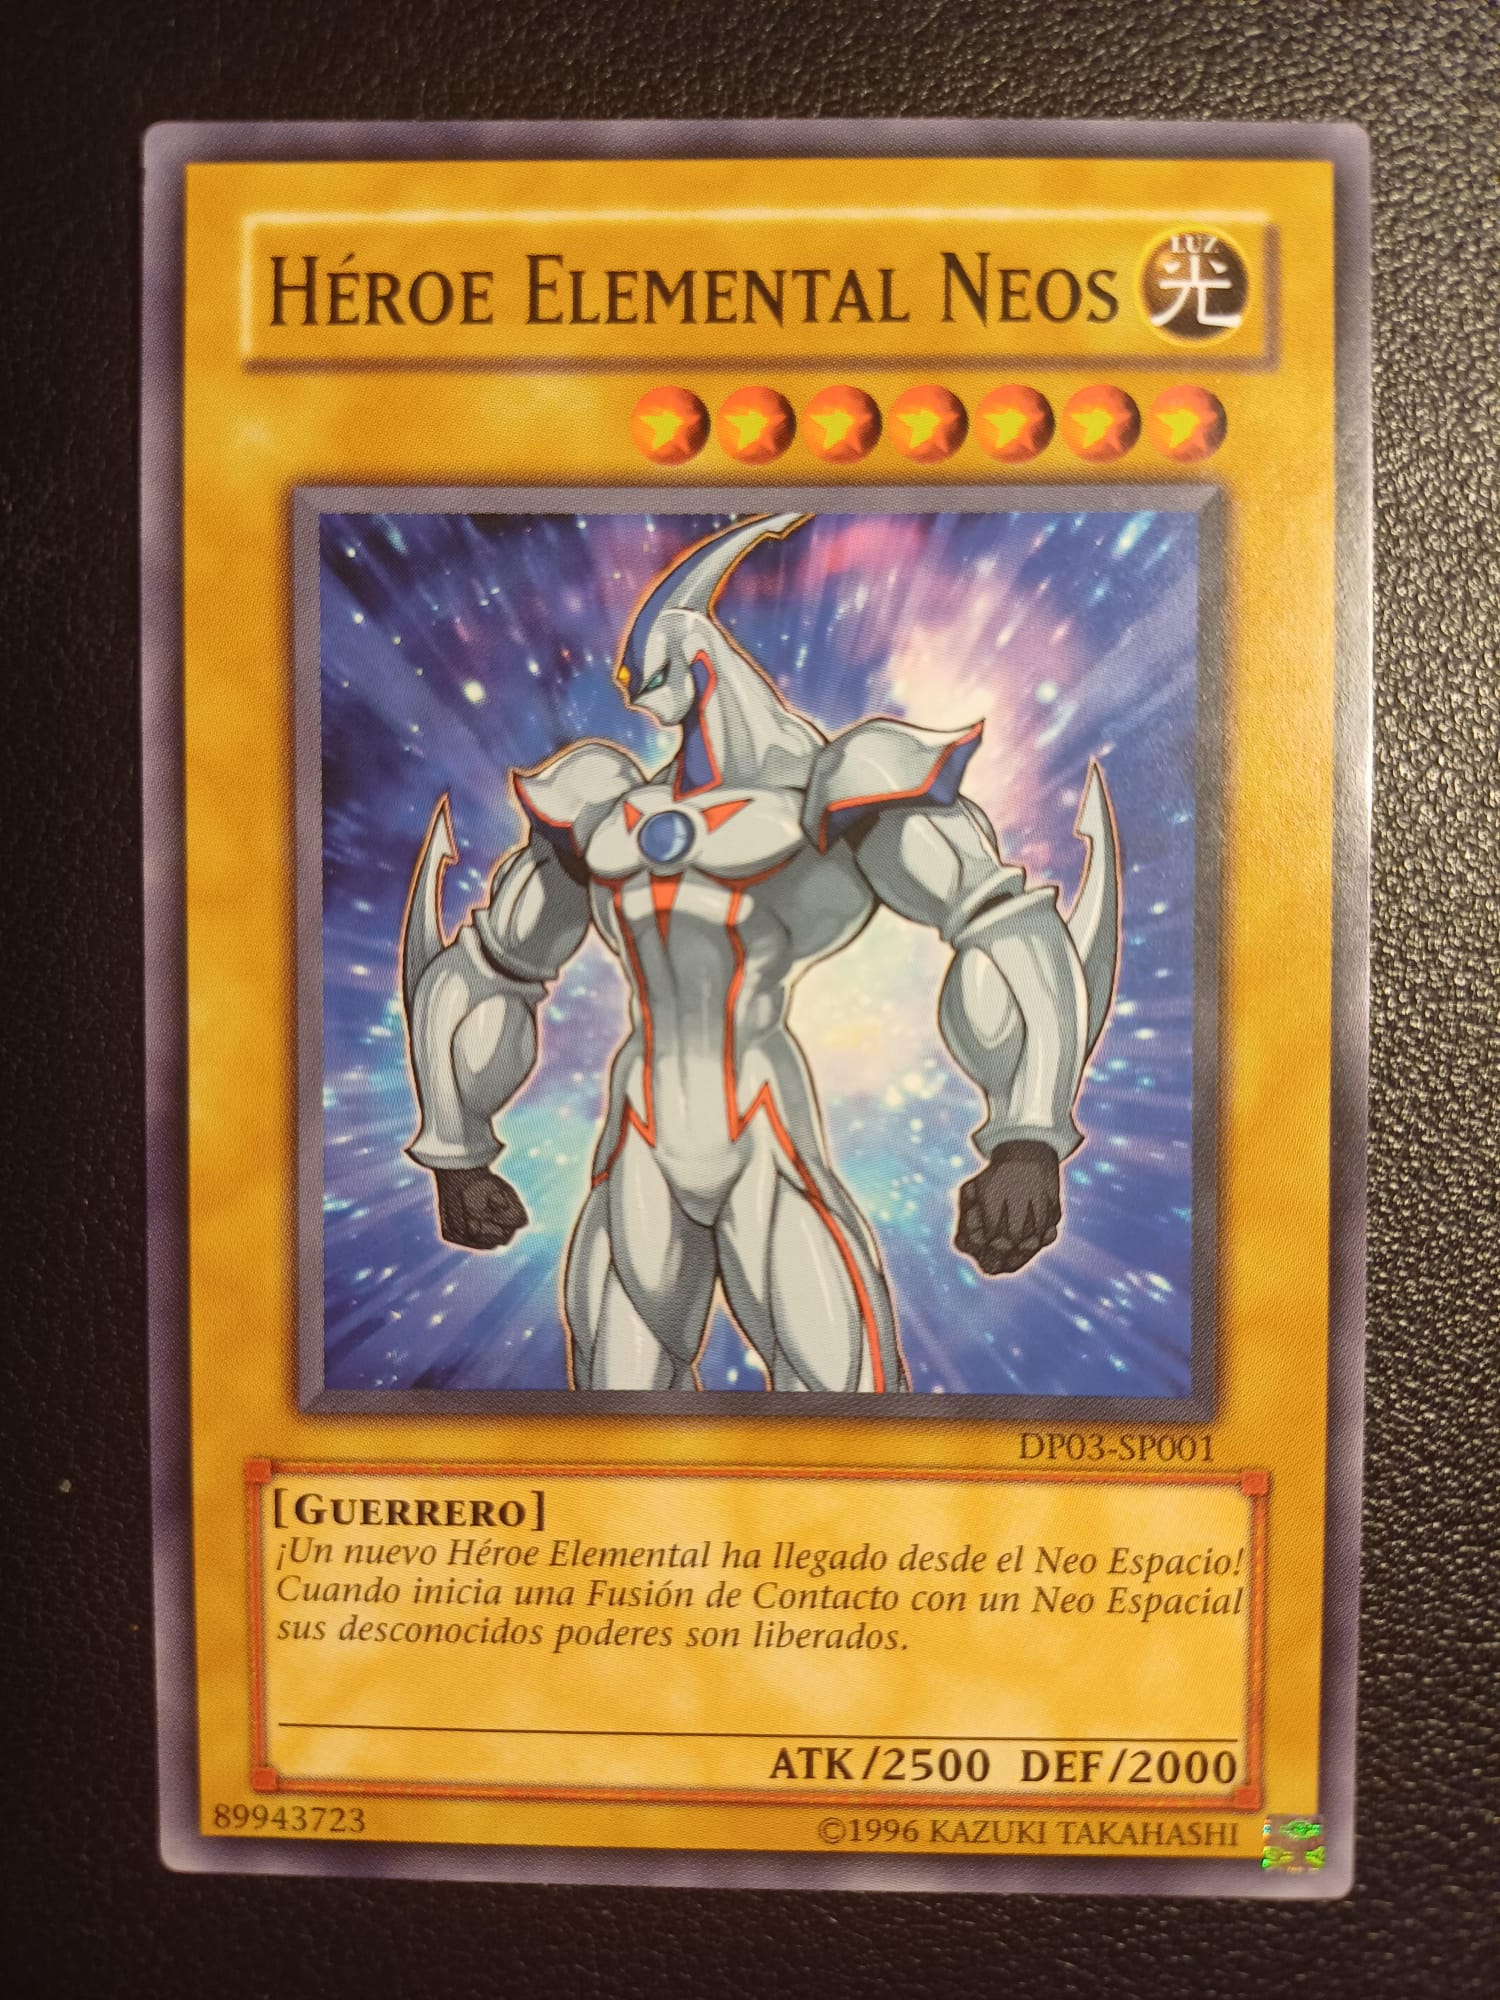 HÉROE ELEMENTAL NEOS
LUZ
光
DP03-SP001
[GUERRERO]
¡Un nuevo Héroe Elemental ha llegado desde el Neo Espacio!
Cuando inicia una Fusión de Contacto con un Neo Espacial
sus desconocidos poderes son liberados.
ATK/2500 DEF/2000
89943723
©1996 KAZUKI TAKAHASHI